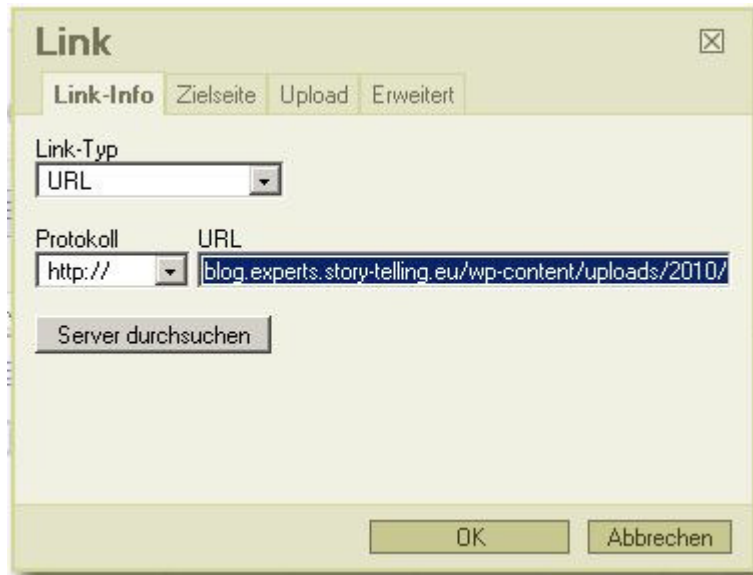 Link
Link-Info Zielseite Upload Erweitert
Link-Typ
URL
Protokoll URL
http:// blog.experts.story-telling.eu/wp-content/uploads/2010/
Server durchsuchen
OK Abbrechen